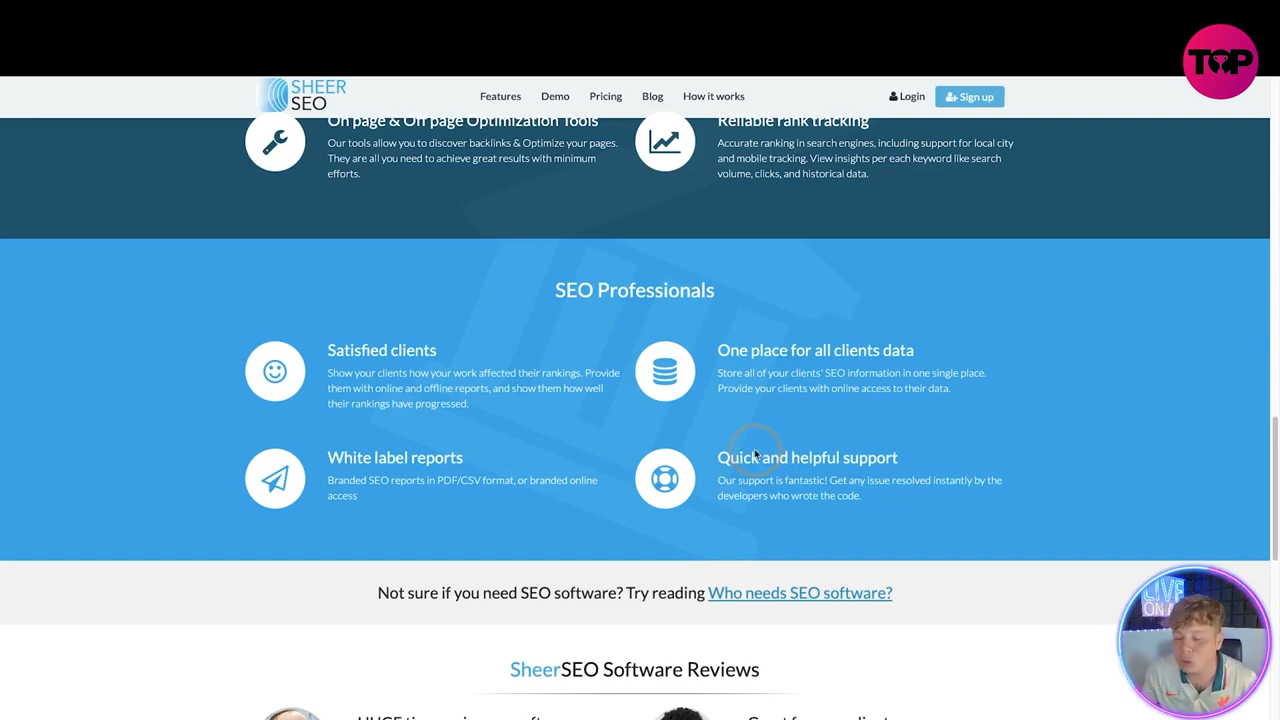 TOP
SHEER
SEO
Features
Demo
Pricing
Blog
How it works
Login
Sign up
On page & Off page Optimization Tools
Our tools allow you to discover backlinks & Optimize your pages.
They are all you need to achieve great results with minimum
efforts.
Reliable rank tracking
Accurate ranking in search engines, including support for local city
and mobile tracking. View insights per each keyword like search
volume, clicks, and historical data.
SEO Professionals
Satisfied clients
Show your clients how your work affected their rankings. Provide
them with online and offline reports, and show them how well
their rankings have progressed.
One place for all clients data
Store all of your clients' SEO information in one single place.
Provide your clients with online access to their data.
White label reports
Branded SEO reports in PDF/CSV format, or branded online
access
Quick and helpful support
Our support is fantastic! Get any issue resolved instantly by the
developers who wrote the code.
Not sure if you need SEO software? Try reading Who needs SEO software?
SheerSEO Software Reviews
LIVE
ON A